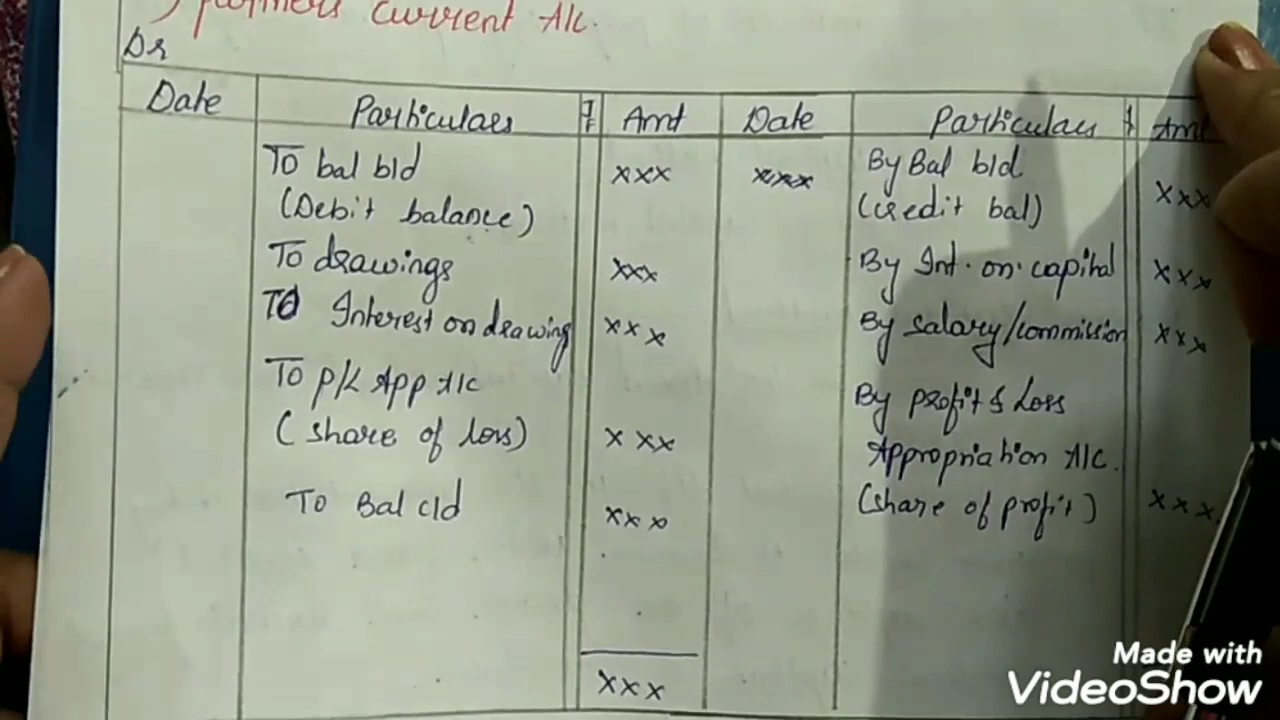 ) partners current A/c.
Dr
Date Particulars J F Amt Date Particulars Amt
To bal b/d xxx xxx By Bal b/d
(Debit balance) (credit bal) xxx
To drawings xxx By Int. on. capital xxx
To Interest on drawing xxx By salary/commission xxx
To P/L App A/c By profit & Loss
(share of loss) xxx Appropriation A/c.
To Bal c/d xxx (share of profit) xxx
xxx
Made with
VideoShow